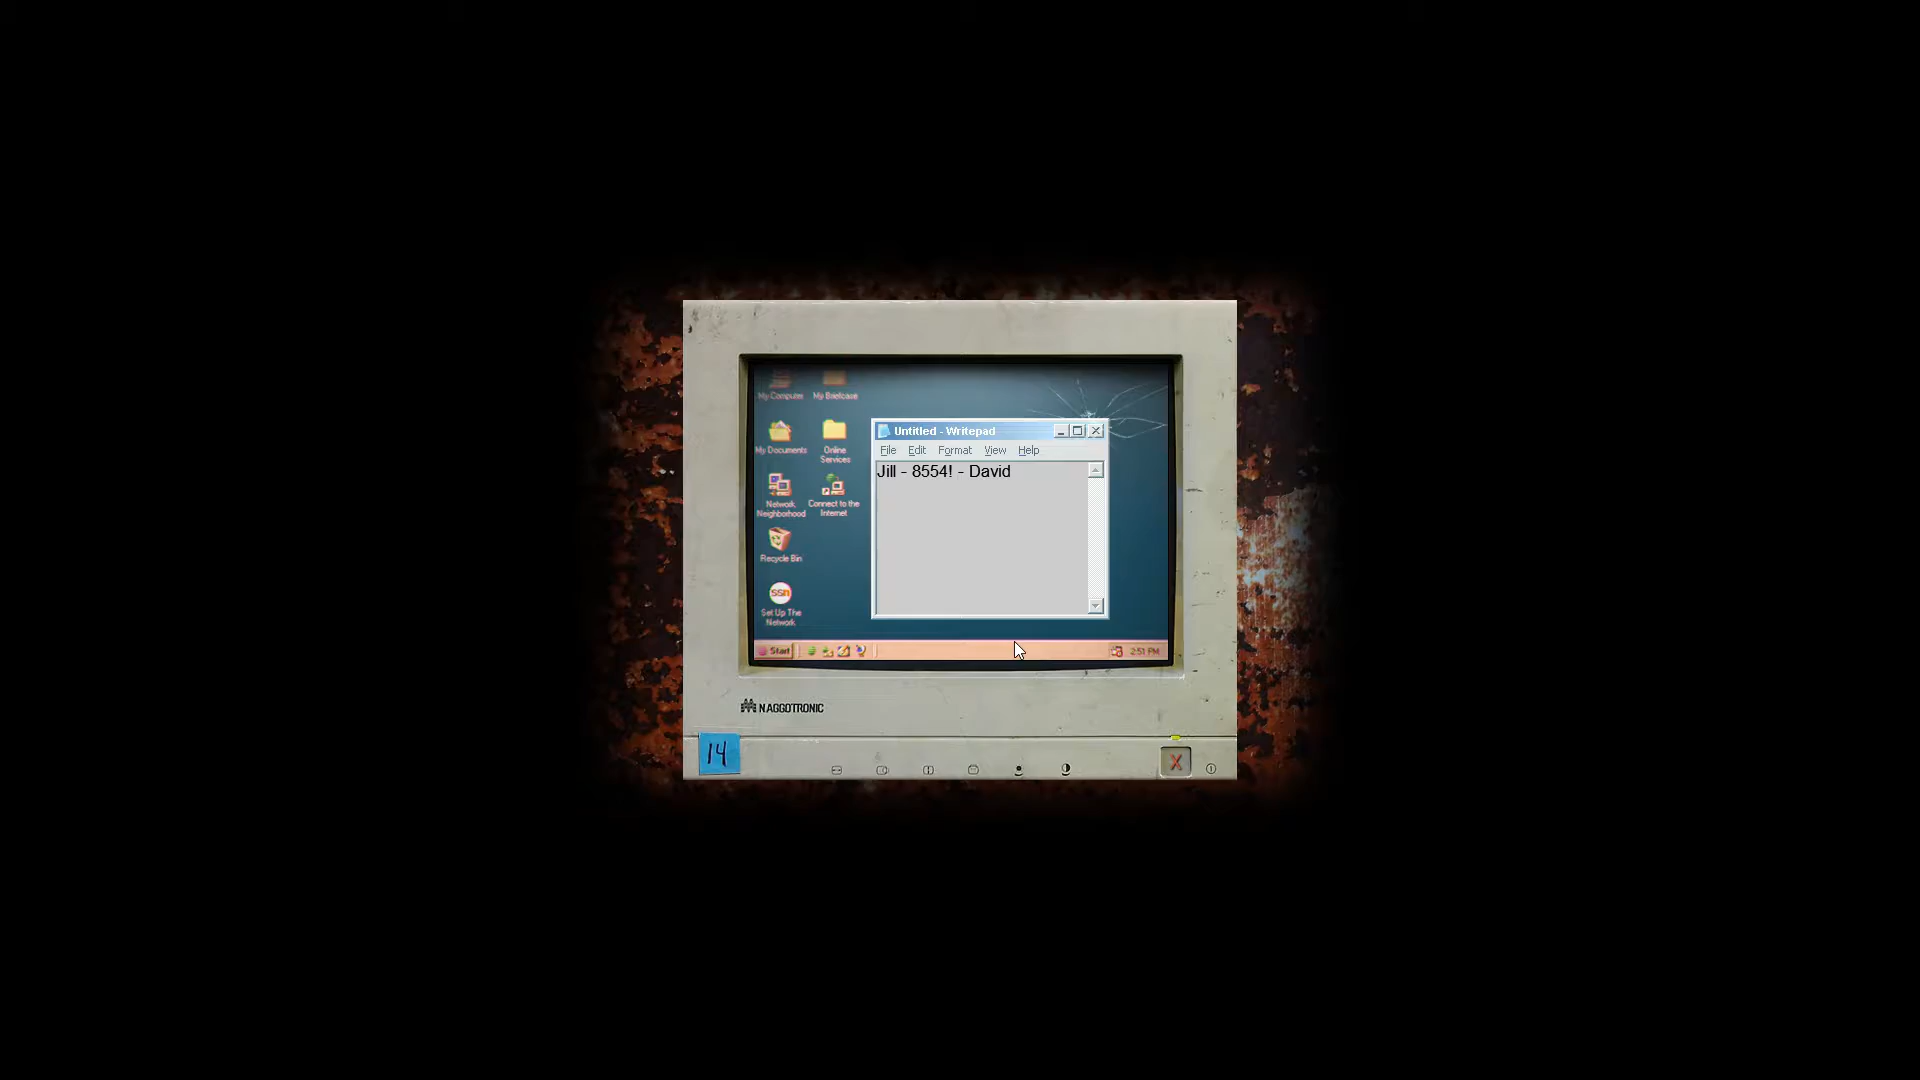 My Computer
My Briefcase
My Documents
Online
Services
Network
Neighborhood
Connect to the
Internet
Recycle Bin
ssn
Set Up The
Network
Untitled - Writepad
File Edit Format View Help
Jill - 8554! - David
Start
2:51 PM
NAGGOTRONIC
14
X